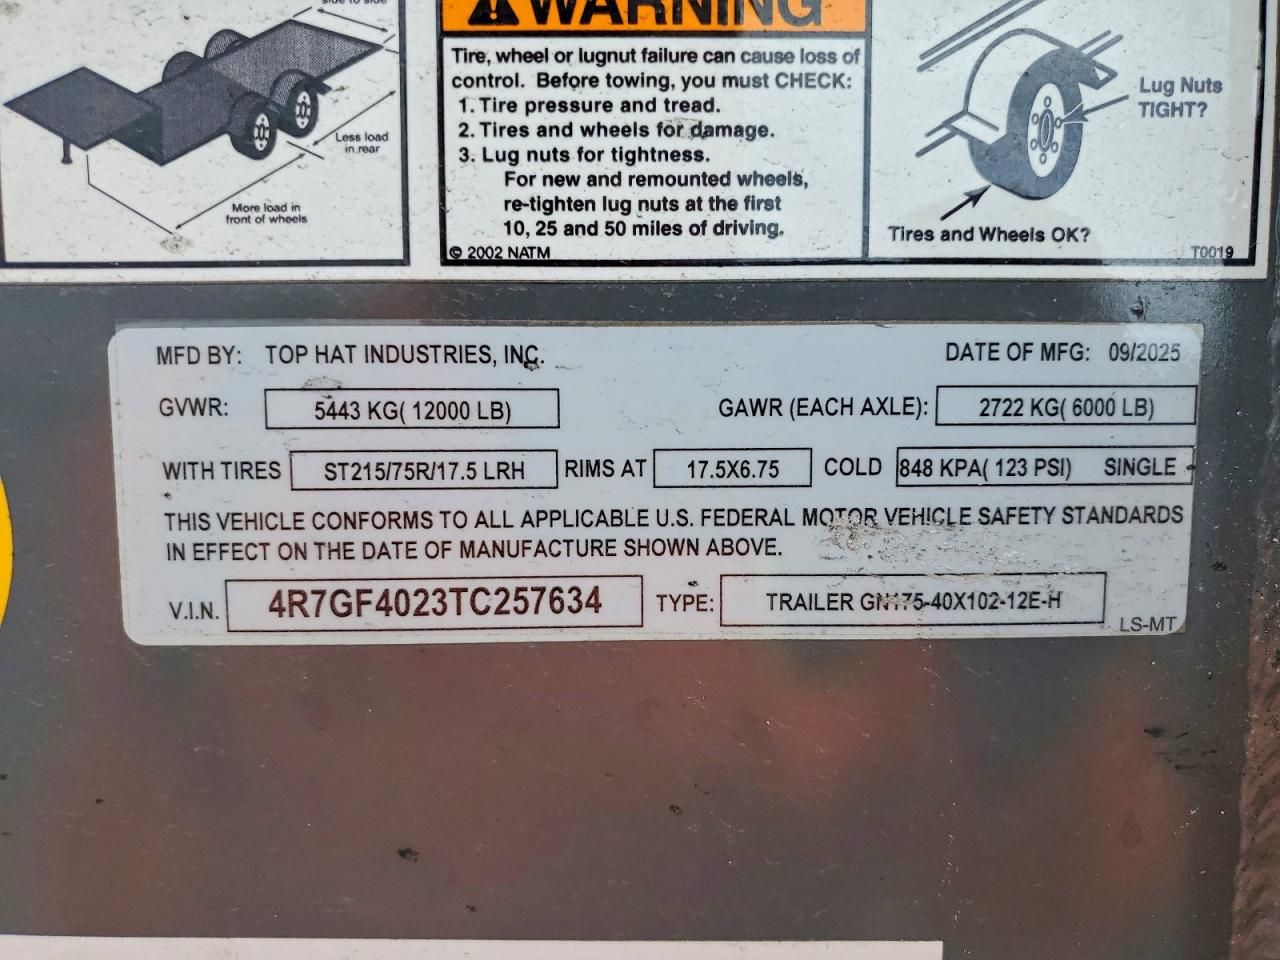 side to side
Less load
in rear
More load in
front of wheels
WARNING
Tire, wheel or lugnut failure can cause loss of
control. Before towing, you must CHECK:
1. Tire pressure and tread.
2. Tires and wheels for damage.
3. Lug nuts for tightness.
For new and remounted wheels,
re-tighten lug nuts at the first
10, 25 and 50 miles of driving.
© 2002 NATM
Lug Nuts
TIGHT?
Tires and Wheels OK?
T0019
MFD BY: TOP HAT INDUSTRIES, INC. DATE OF MFG: 09/2025
GVWR: 5443 KG( 12000 LB) GAWR (EACH AXLE): 2722 KG( 6000 LB)
WITH TIRES ST215/75R/17.5 LRH RIMS AT 17.5X6.75 COLD 848 KPA( 123 PSI) SINGLE
THIS VEHICLE CONFORMS TO ALL APPLICABLE U.S. FEDERAL MOTOR VEHICLE SAFETY STANDARDS
IN EFFECT ON THE DATE OF MANUFACTURE SHOWN ABOVE.
V.I.N. 4R7GF4023TC257634 TYPE: TRAILER GN175-40X102-12E-H
LS-MT